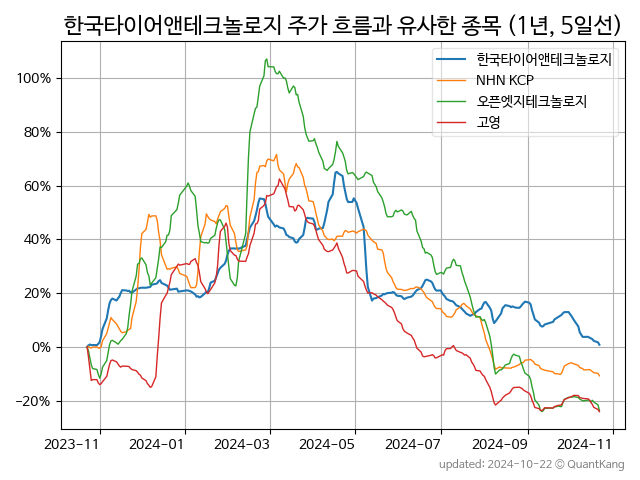 한국타이어앤테크놀로지 주가 흐름과 유사한 종목 (1년, 5일선)
한국타이어앤테크놀로지
NHN KCP
오픈엣지테크놀로지
고영
100%
80%
60%
40%
20%
0%
−20%
2023-11
2024-01
2024-03
2024-05
2024-07
2024-09
2024-11
updated: 2024-10-22 © QuantKang